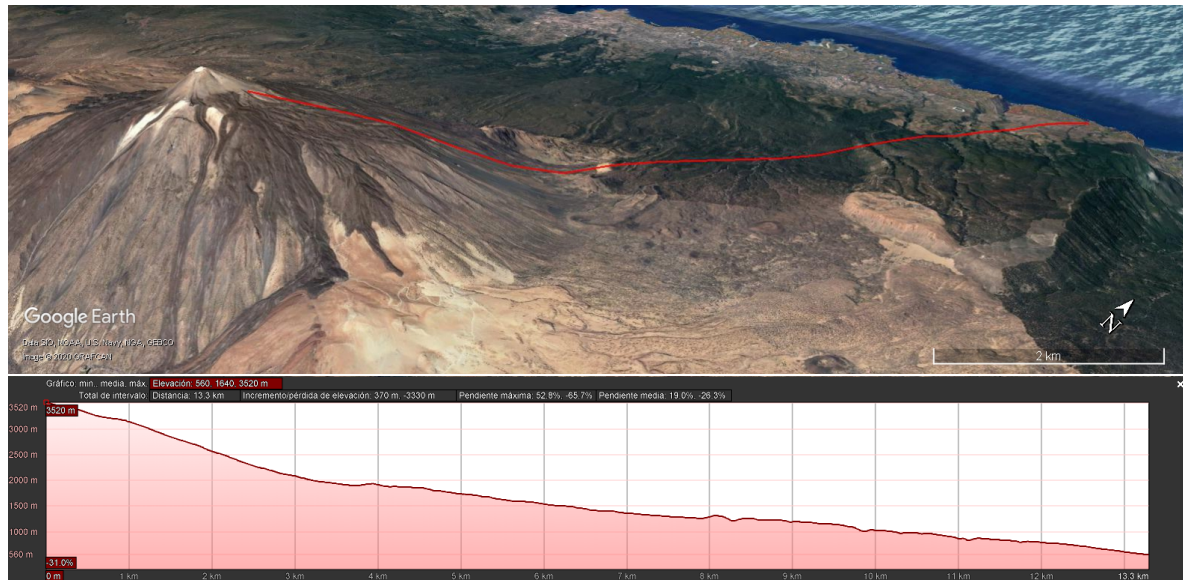 N
2 km
Google Earth
Data SIO, NOAA, U.S. Navy, NGA, GEBCO
Image © 2020 GRAFCAN
Gráfico: min., media, máx. Elevación: 560, 1640, 3520 m
Total de intervalo: Distancia: 13.3 km Incremento/pérdida de elevación: 370 m, -3330 m Pendiente máxima: 52.8%, -65.7% Pendiente media: 19.0%, -26.3%
3520 m 3520 m
3000 m
2500 m
2000 m
1500 m
1000 m
560 m
-31.0%
0 m 1 km 2 km 3 km 4 km 5 km 6 km 7 km 8 km 9 km 10 km 11 km 12 km 13.3 km